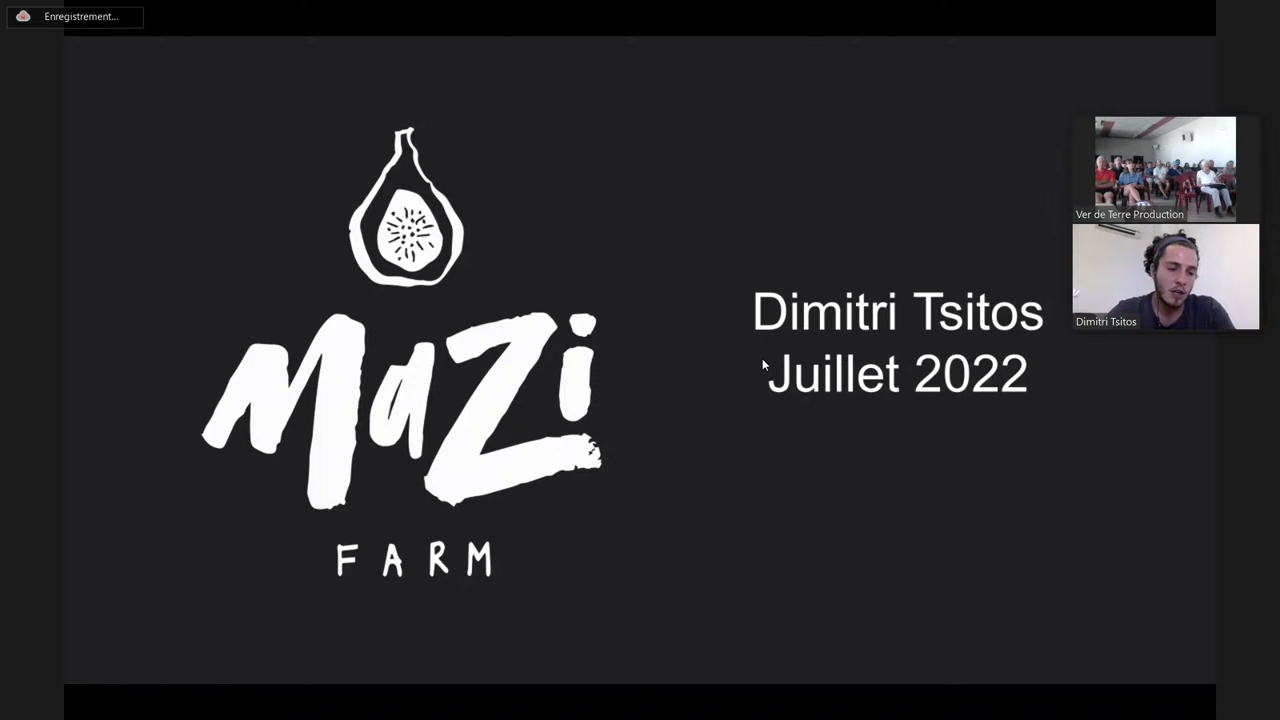 Enregistrement...
MaZi
FARM
Dimitri Tsitos
Juillet 2022
Ver de Terre Production
Dimitri Tsitos